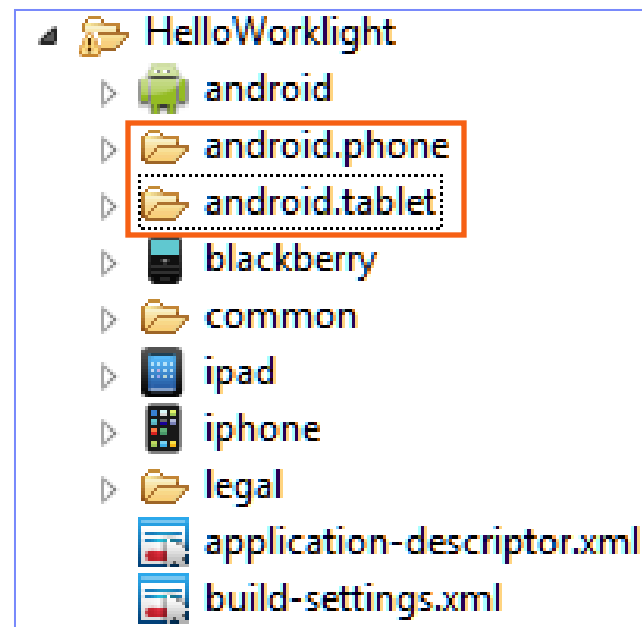 HelloWorklight
android
android.phone
android.tablet
blackberry
common
ipad
iphone
legal
application-descriptor.xml
build-settings.xml